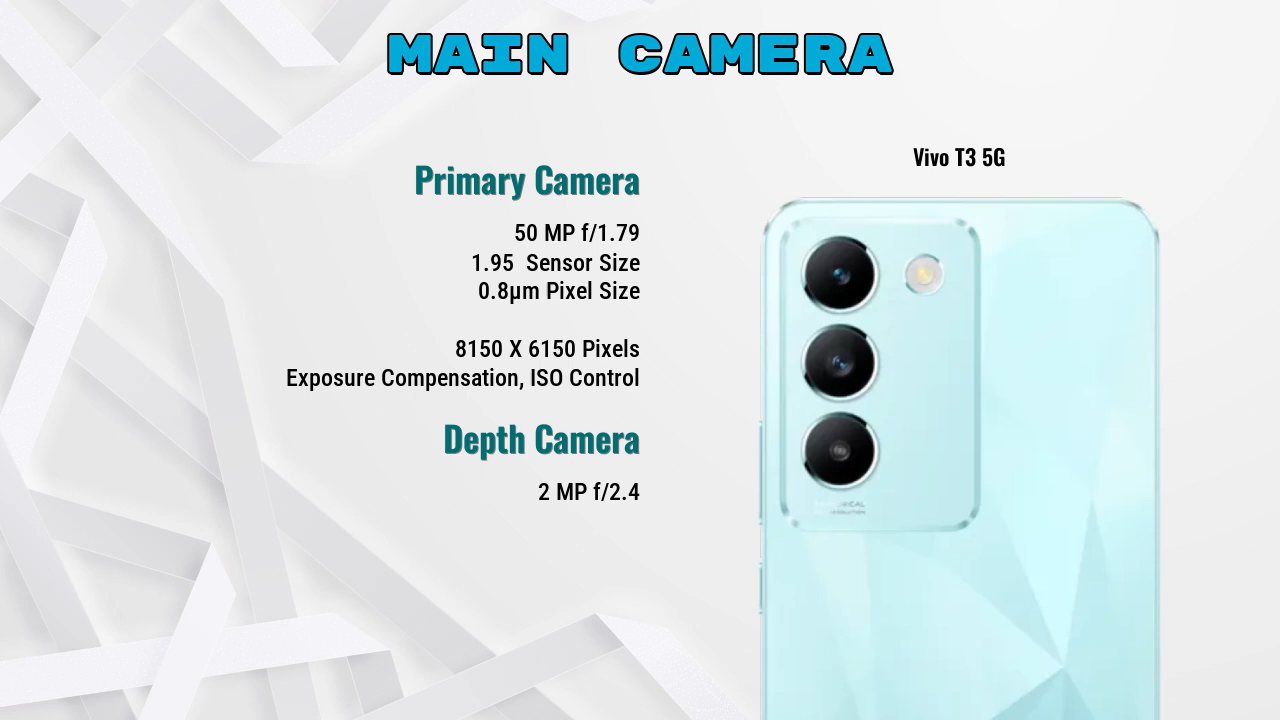 MAIN CAMERA
Vivo T3 5G
Primary Camera
50 MP f/1.79
1.95 Sensor Size
0.8µm Pixel Size
8150 X 6150 Pixels
Exposure Compensation, ISO Control
Depth Camera
2 MP f/2.4